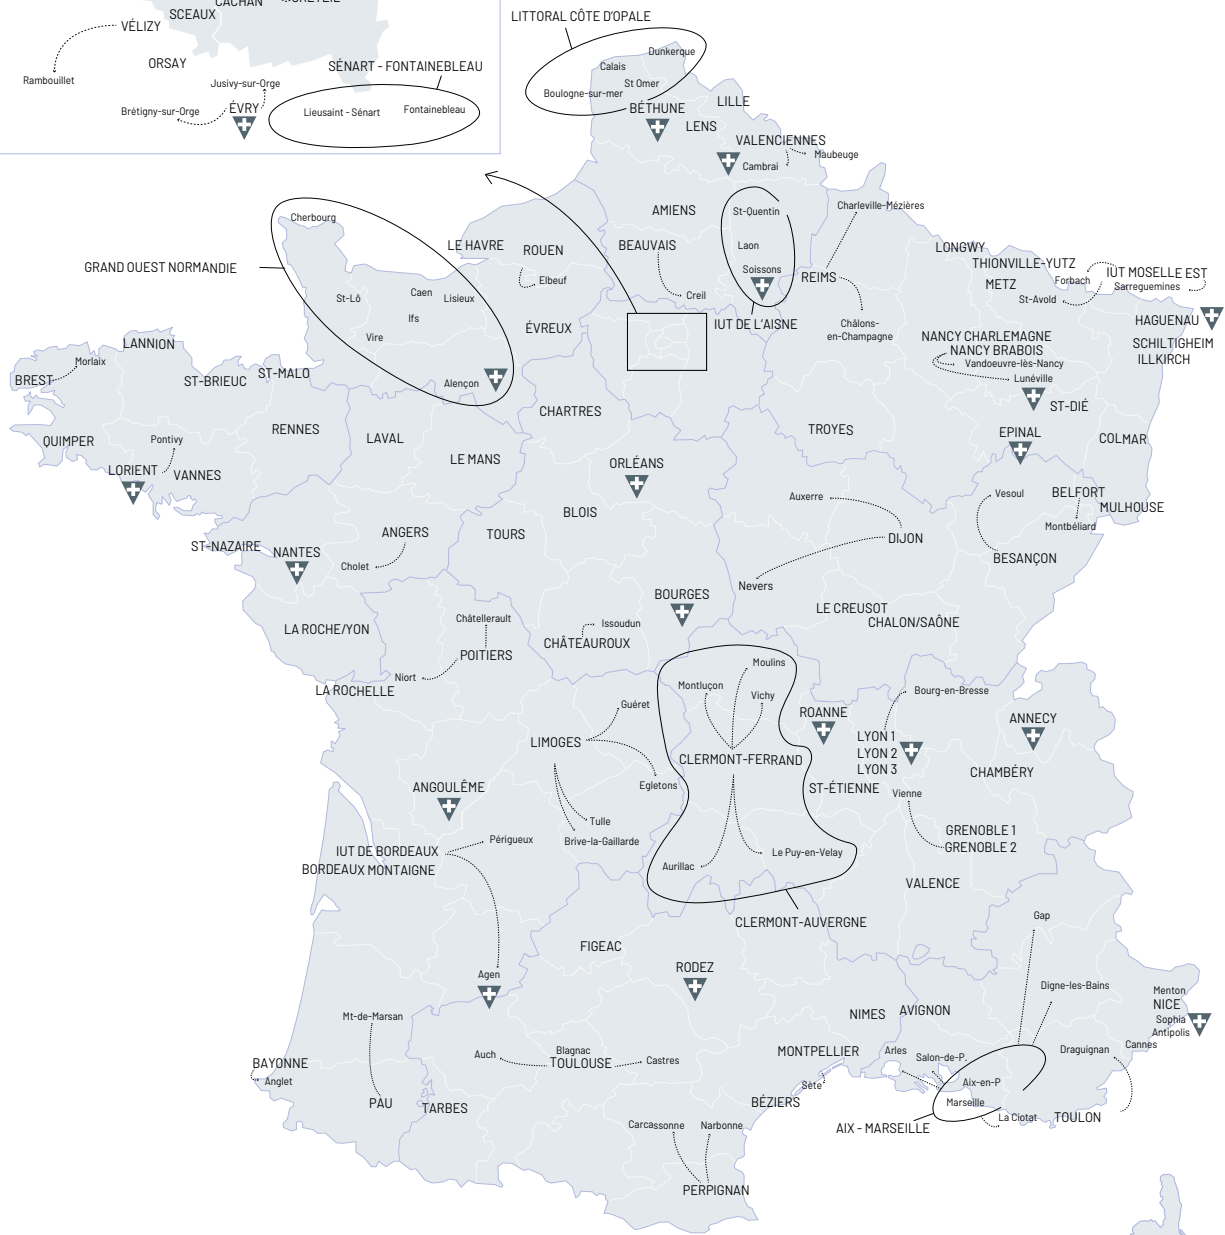 CACHAN
CRÉTEIL
SCEAUX
VÉLIZY
ORSAY
Rambouillet
SÉNART - FONTAINEBLEAU
Jusivy-sur-Orge
Brétigny-sur-Orge
ÉVRY
Lieusaint - Sénart
Fontainebleau
LITTORAL CÔTE D'OPALE
Dunkerque
Calais
St Omer
Boulogne-sur-mer
BÉTHUNE
LILLE
LENS
VALENCIENNES
Maubeuge
Cambrai
AMIENS
St-Quentin
Charleville-Mézières
Cherbourg
LE HAVRE
ROUEN
BEAUVAIS
Laon
LONGWY
GRAND OUEST NORMANDIE
Elbeuf
Soissons
REIMS
THIONVILLE-YUTZ
IUT MOSELLE EST
METZ
Forbach
Sarreguemines
St-Avold
St-Lô
Caen
Lisieux
Creil
Ifs
ÉVREUX
IUT DE L'AISNE
Châlons-
en-Champagne
HAGUENAU
Vire
NANCY CHARLEMAGNE
SCHILTIGHEIM
NANCY BRABOIS
ILLKIRCH
LANNION
Vandoeuvre-lès-Nancy
Morlaix
BREST
ST-BRIEUC
ST-MALO
Alençon
Lunéville
CHARTRES
ST-DIÉ
QUIMPER
Pontivy
RENNES
LAVAL
TROYES
EPINAL
COLMAR
LORIENT
VANNES
LE MANS
ORLÉANS
Auxerre
Vesoul
BELFORT
BLOIS
MULHOUSE
Montbéliard
ST-NAZAIRE
NANTES
ANGERS
TOURS
DIJON
Cholet
BESANÇON
Nevers
BOURGES
LE CREUSOT
CHALON/SAÔNE
LA ROCHE/YON
Châtellerault
Issoudun
CHÂTEAUROUX
POITIERS
Moulins
Niort
Montluçon
Vichy
LA ROCHELLE
Bourg-en-Bresse
Guéret
ROANNE
ANNECY
LIMOGES
LYON 1
LYON 2
LYON 3
CLERMONT-FERRAND
CHAMBÉRY
ANGOULÊME
Egletons
ST-ÉTIENNE
Vienne
Tulle
Périgueux
Brive-la-Gaillarde
GRENOBLE 1
GRENOBLE 2
IUT DE BORDEAUX
BORDEAUX MONTAIGNE
Aurillac
Le Puy-en-Velay
VALENCE
CLERMONT-AUVERGNE
Gap
FIGEAC
Agen
RODEZ
Digne-les-Bains
Menton
NICE
Sophia
Antipolis
Mt-de-Marsan
NIMES
AVIGNON
Cannes
Auch
Blagnac
TOULOUSE
Castres
MONTPELLIER
Arles
Salon-de-P.
Draguignan
BAYONNE
Anglet
Sète
Aix-en-P
PAU
TARBES
BÉZIERS
Marseille
La Ciotat
TOULON
Carcassonne
Narbonne
AIX - MARSEILLE
PERPIGNAN